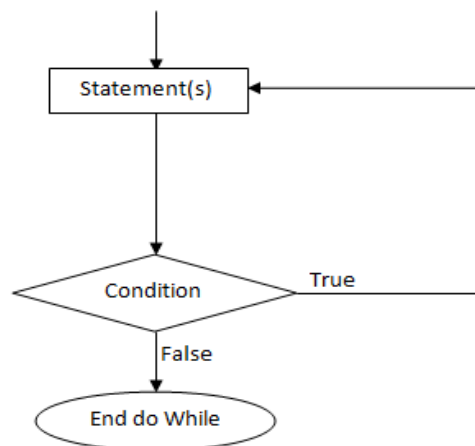 Statement(s)
Condition
True
False
End do While